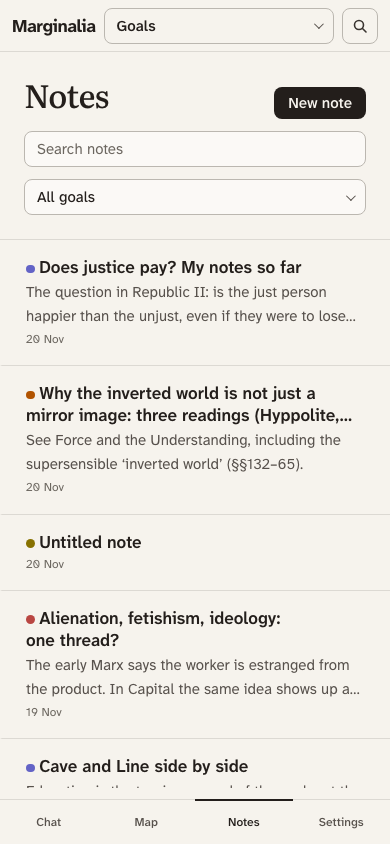 Marginalia
Goals
Notes
New note
Search notes
All goals
Does justice pay? My notes so far
The question in Republic II: is the just person
happier than the unjust, even if they were to lose…
20 Nov
Why the inverted world is not just a
mirror image: three readings (Hyppolite,…
See Force and the Understanding, including the
supersensible ‘inverted world’ (§§132–65).
20 Nov
Untitled note
20 Nov
Alienation, fetishism, ideology:
one thread?
The early Marx says the worker is estranged from
the product. In Capital the same idea shows up a…
19 Nov
Cave and Line side by side
Chat
Map
Notes
Settings